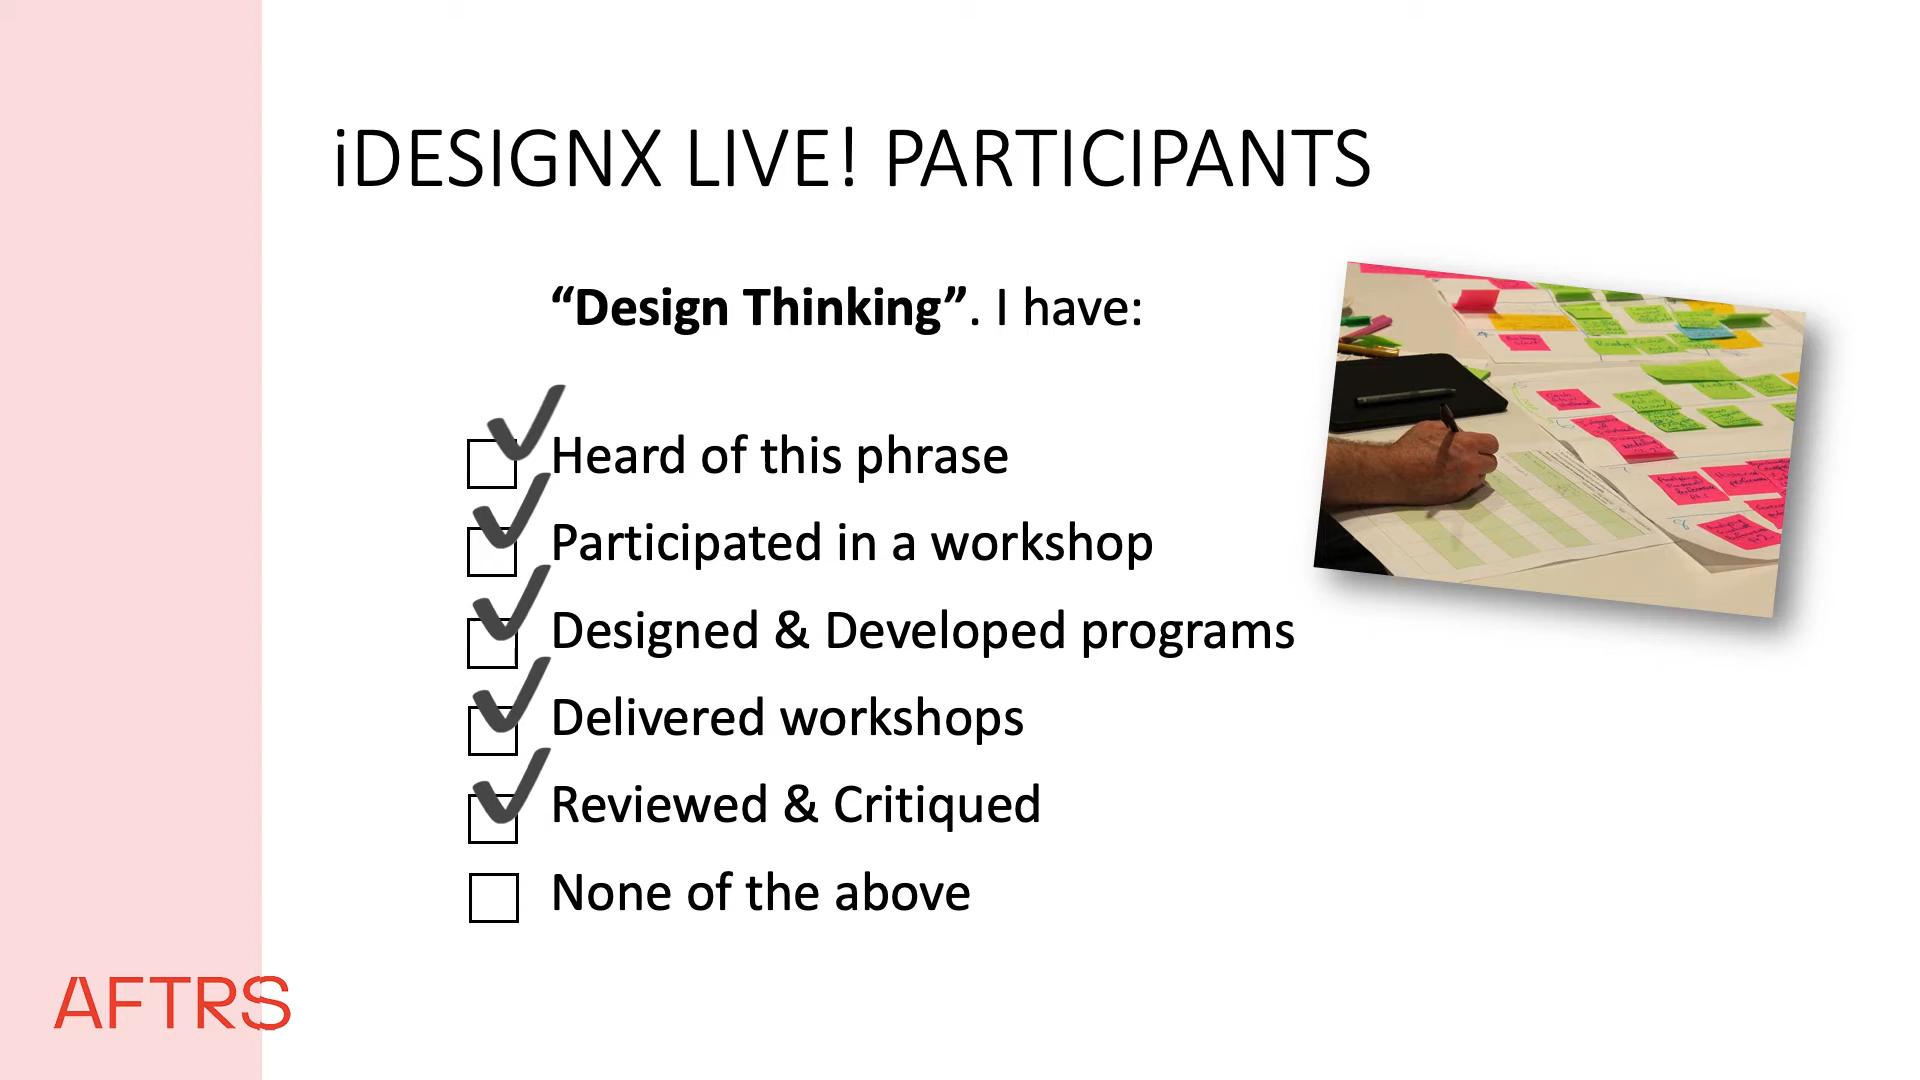 iDESIGNX LIVE! PARTICIPANTS
“Design Thinking”. I have:
Heard of this phrase
Participated in a workshop
Designed & Developed programs
Delivered workshops
Reviewed & Critiqued
None of the above
AFTRS